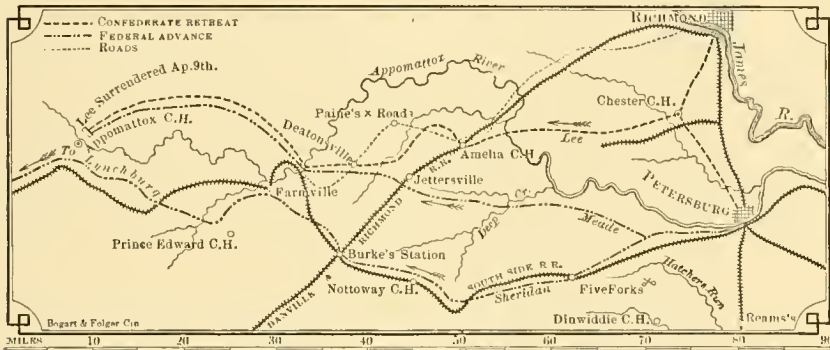 CONFEDERATE RETREAT
FEDERAL ADVANCE
ROADS
RICHMOND
Lee Surrendered Ap.9th.
Appomattox River
James
R.
Chester C.H.
Paine's x Roads
Appomattox C.H.
Deatonsville
Lee
Amelia C.H
To
Lynchburg
R.R.
Jettersville
PETERSBURG
Farmville
Cr.
RICHMOND
Deep
Meade
Prince Edward C.H.
Burke's Station
SOUTH SIDE R.R.
Hatchers Run
Nottoway C.H.
Sheridan
Five Forks
DANVILLE
Dinwiddie C.H.
Reams's
Bogart & Folger Cin
MILES 10 20 30 40 50 60 70 80 90